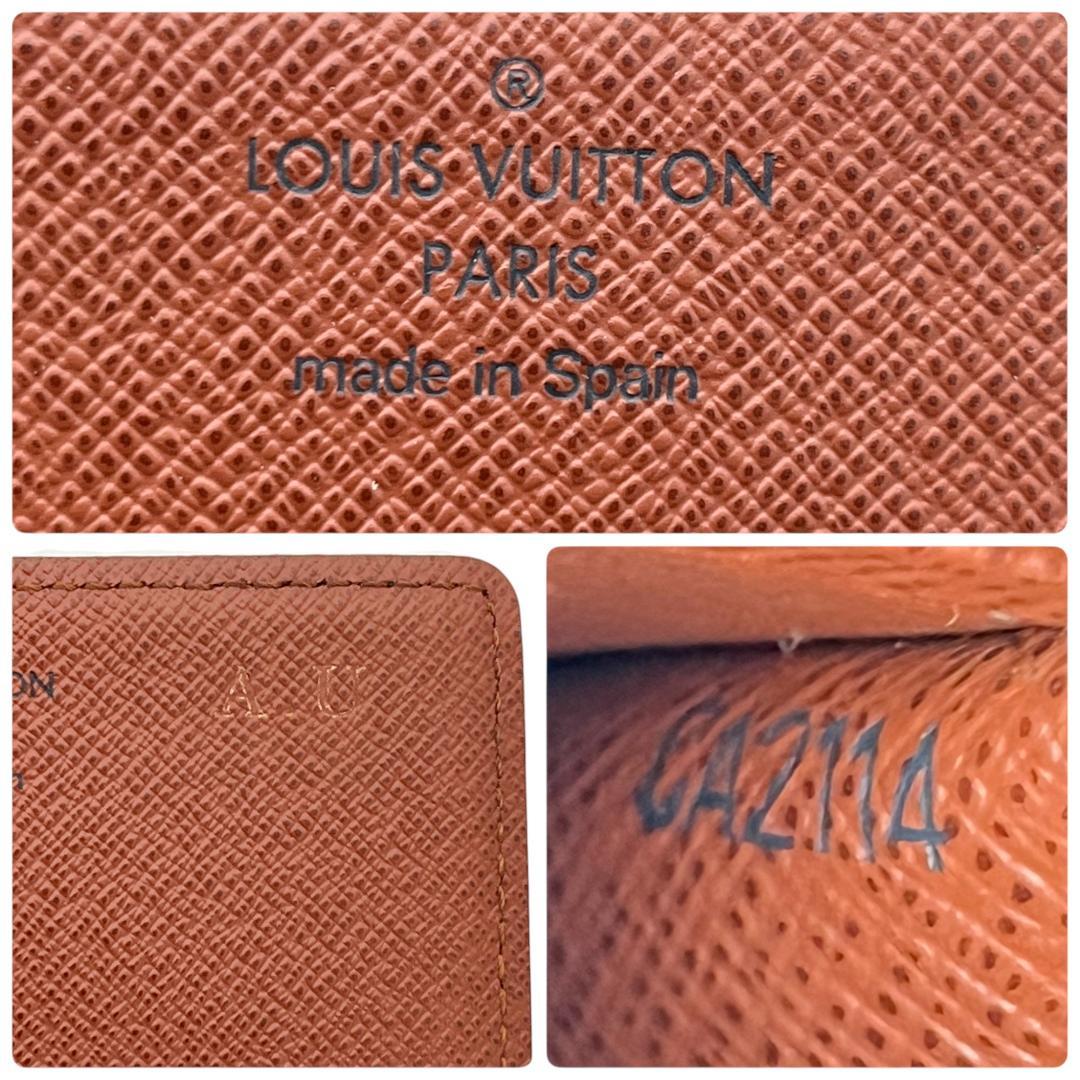 ®
LOUIS VUITTON
PARIS
made in Spain
ON
A.U
n
CA2114